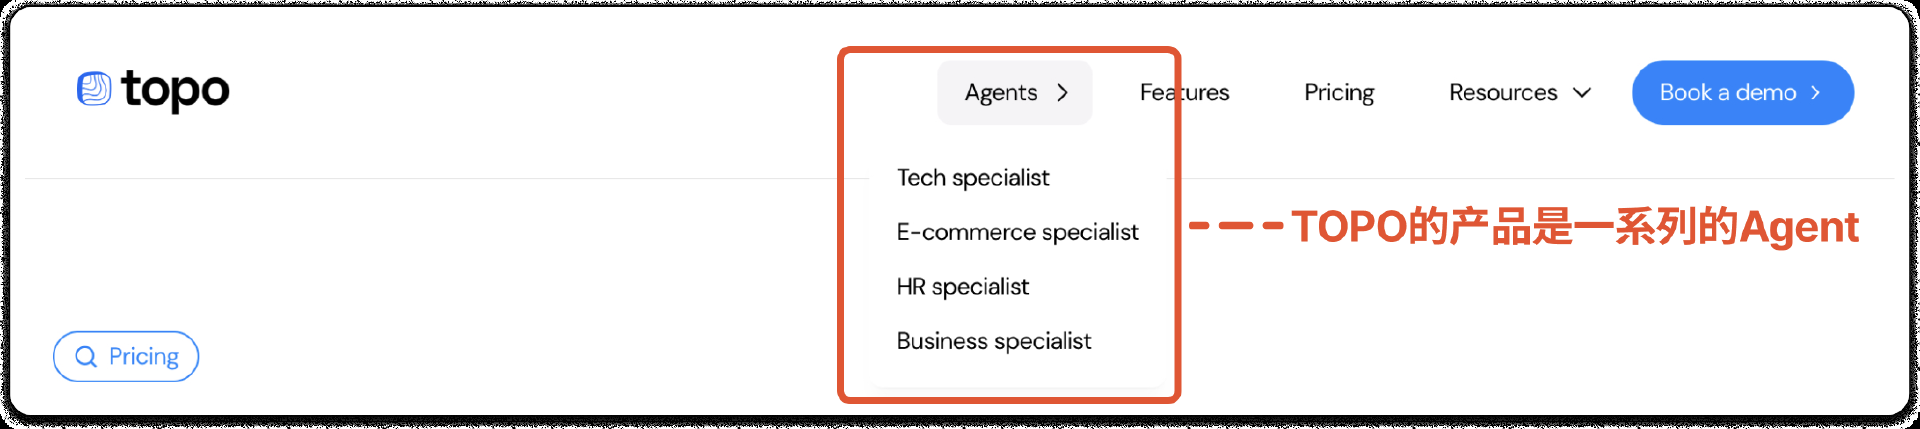 topo
Agents
Features
Pricing
Resources
Book a demo
Tech specialist
E-commerce specialist
HR specialist
Business specialist
TOPO的产品是一系列的Agent
Pricing